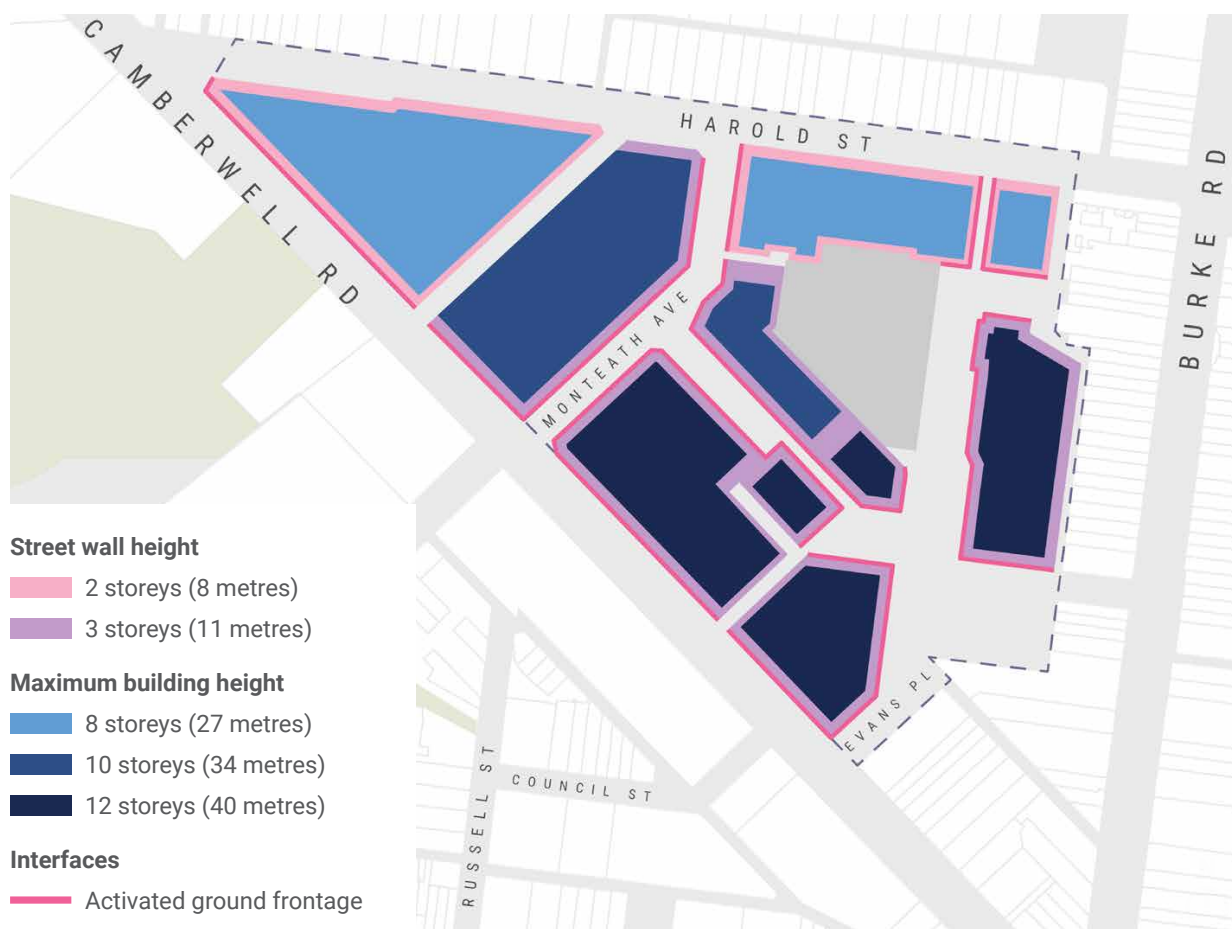 CAMBERWELL RD
HAROLD ST
BURKE RD
MONTEATH AVE
EVANS PL
COUNCIL ST
RUSSELL ST
Street wall height
2 storeys (8 metres)
3 storeys (11 metres)
Maximum building height
8 storeys (27 metres)
10 storeys (34 metres)
12 storeys (40 metres)
Interfaces
Activated ground frontage